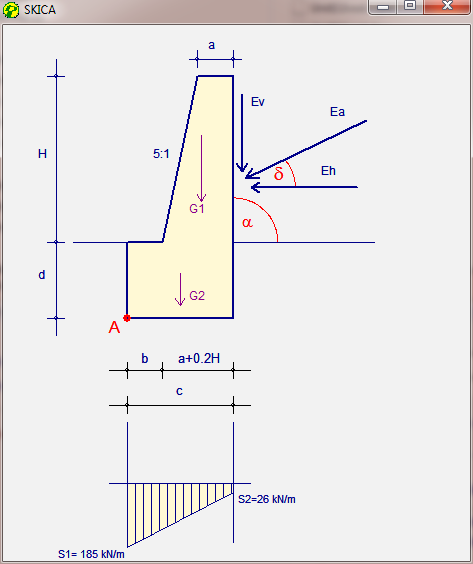 SKICA
a
Ev
Ea
H
5:1
δ
Eh
G1
α
d
G2
A
b
a+0.2H
c
S2=26 kN/m
S1= 185 kN/m